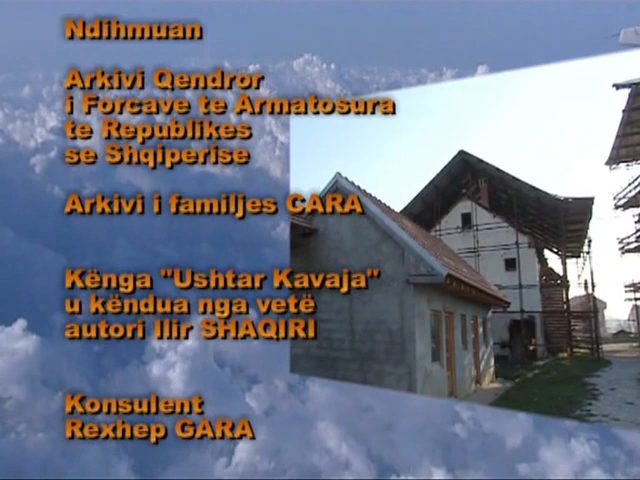 Ndihmuan
Arkivi Qendror
i Forcave te Armatosura
te Republikes
se Shqiperise
Arkivi i familjes CARA
Kënga "Ushtar Kavaja"
u këndua nga vetë
autori Ilir SHAQIRI
Konsulent
Rexhep GARA